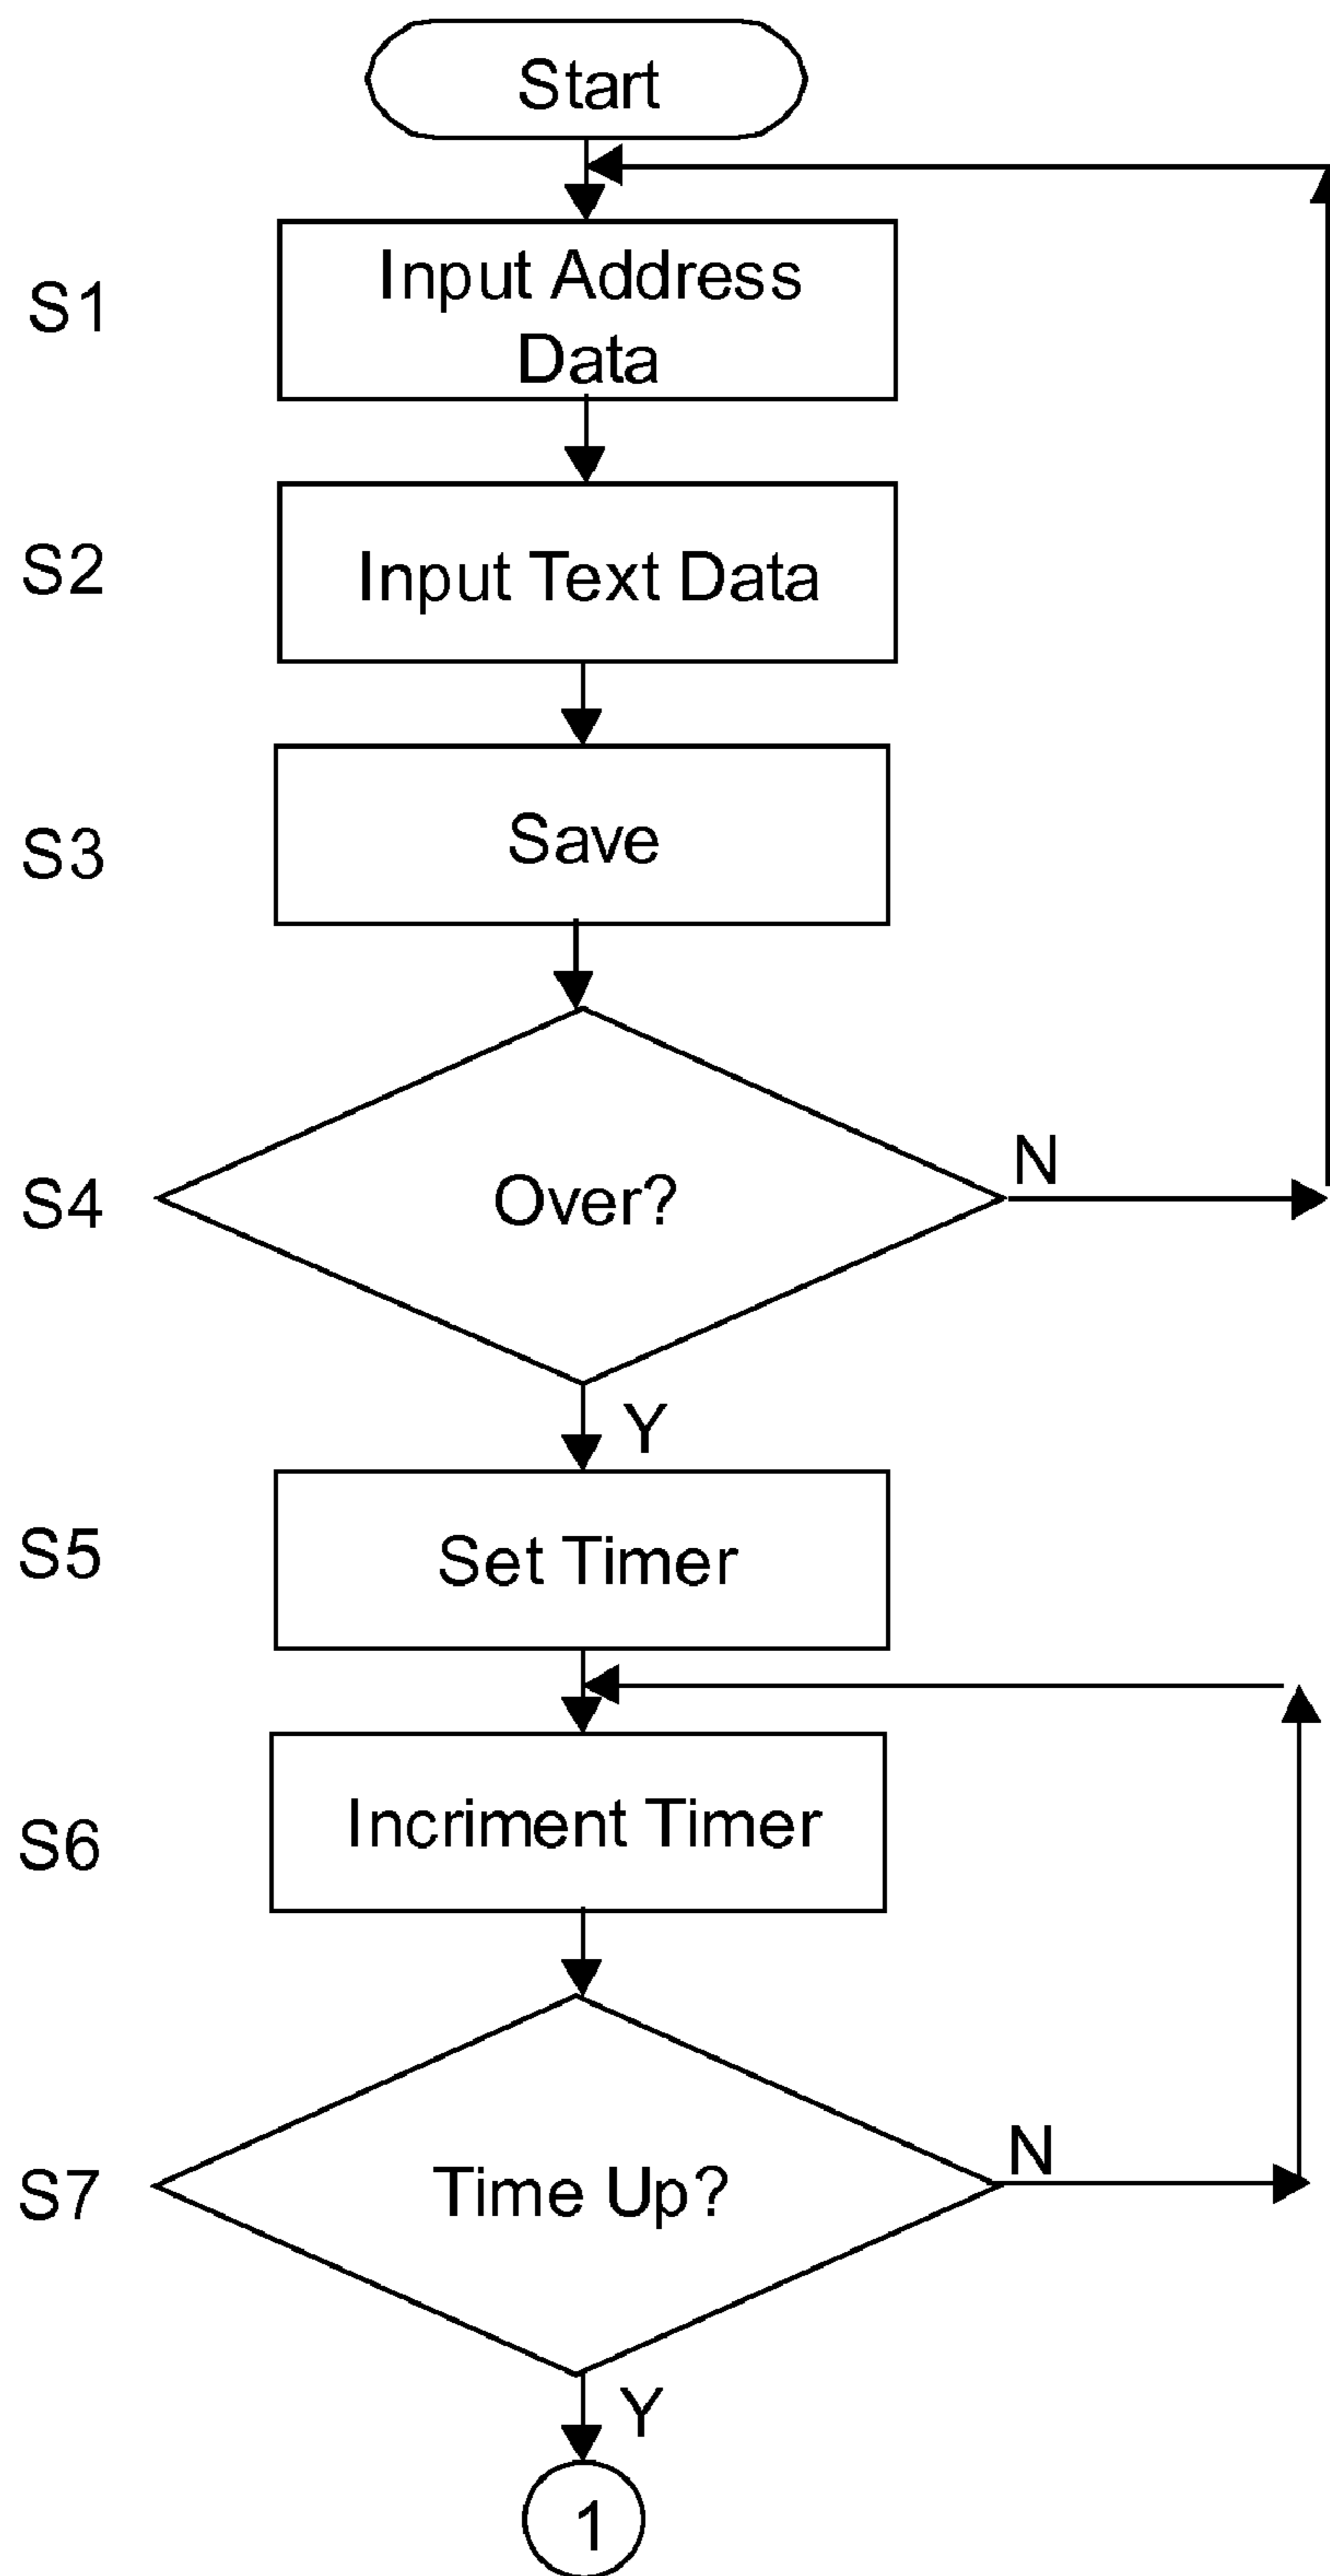 Start
S1
Input Address
Data
S2
Input Text Data
S3
Save
S4
Over?
N
Y
S5
Set Timer
S6
Incriment Timer
S7
Time Up?
N
Y
1